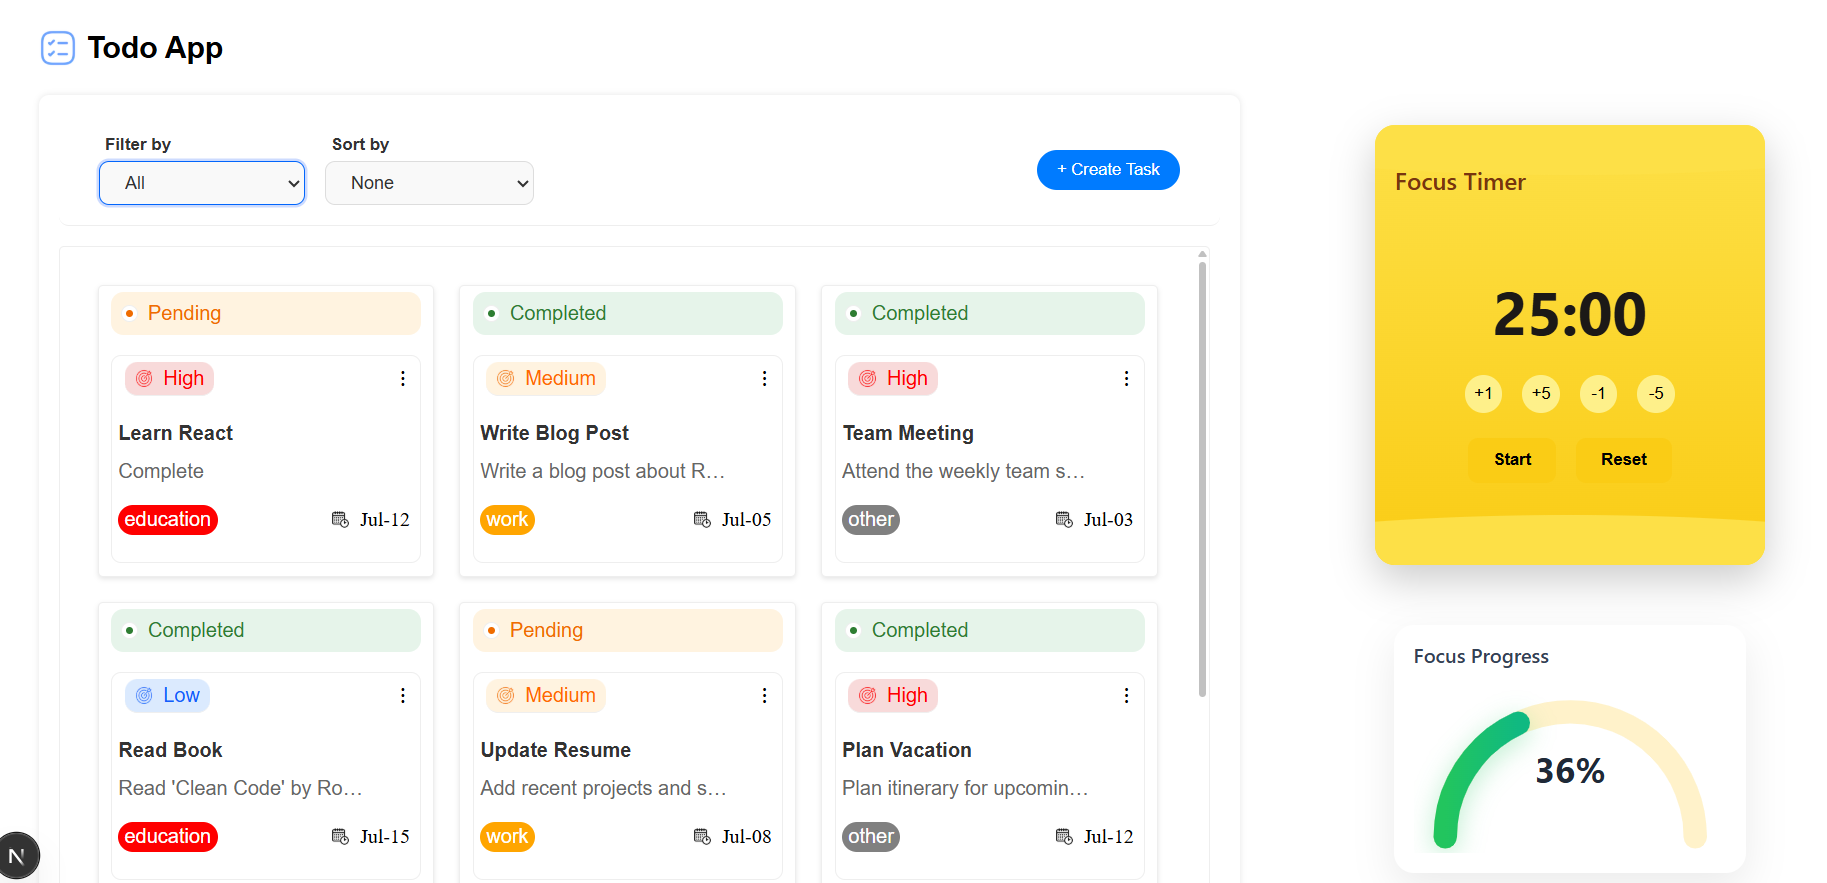 Todo App
Filter by
Sort by
All
None
+ Create Task
Pending
High
Learn React
Complete
education
Jul-12
Completed
Medium
Write Blog Post
Write a blog post about R...
work
Jul-05
Completed
High
Team Meeting
Attend the weekly team s...
other
Jul-03
Completed
Low
Read Book
Read 'Clean Code' by Ro...
education
Jul-15
Pending
Medium
Update Resume
Add recent projects and s...
work
Jul-08
Completed
High
Plan Vacation
Plan itinerary for upcomin...
other
Jul-12
Focus Timer
25:00
+1 +5 -1 -5
Start Reset
Focus Progress
36%
N